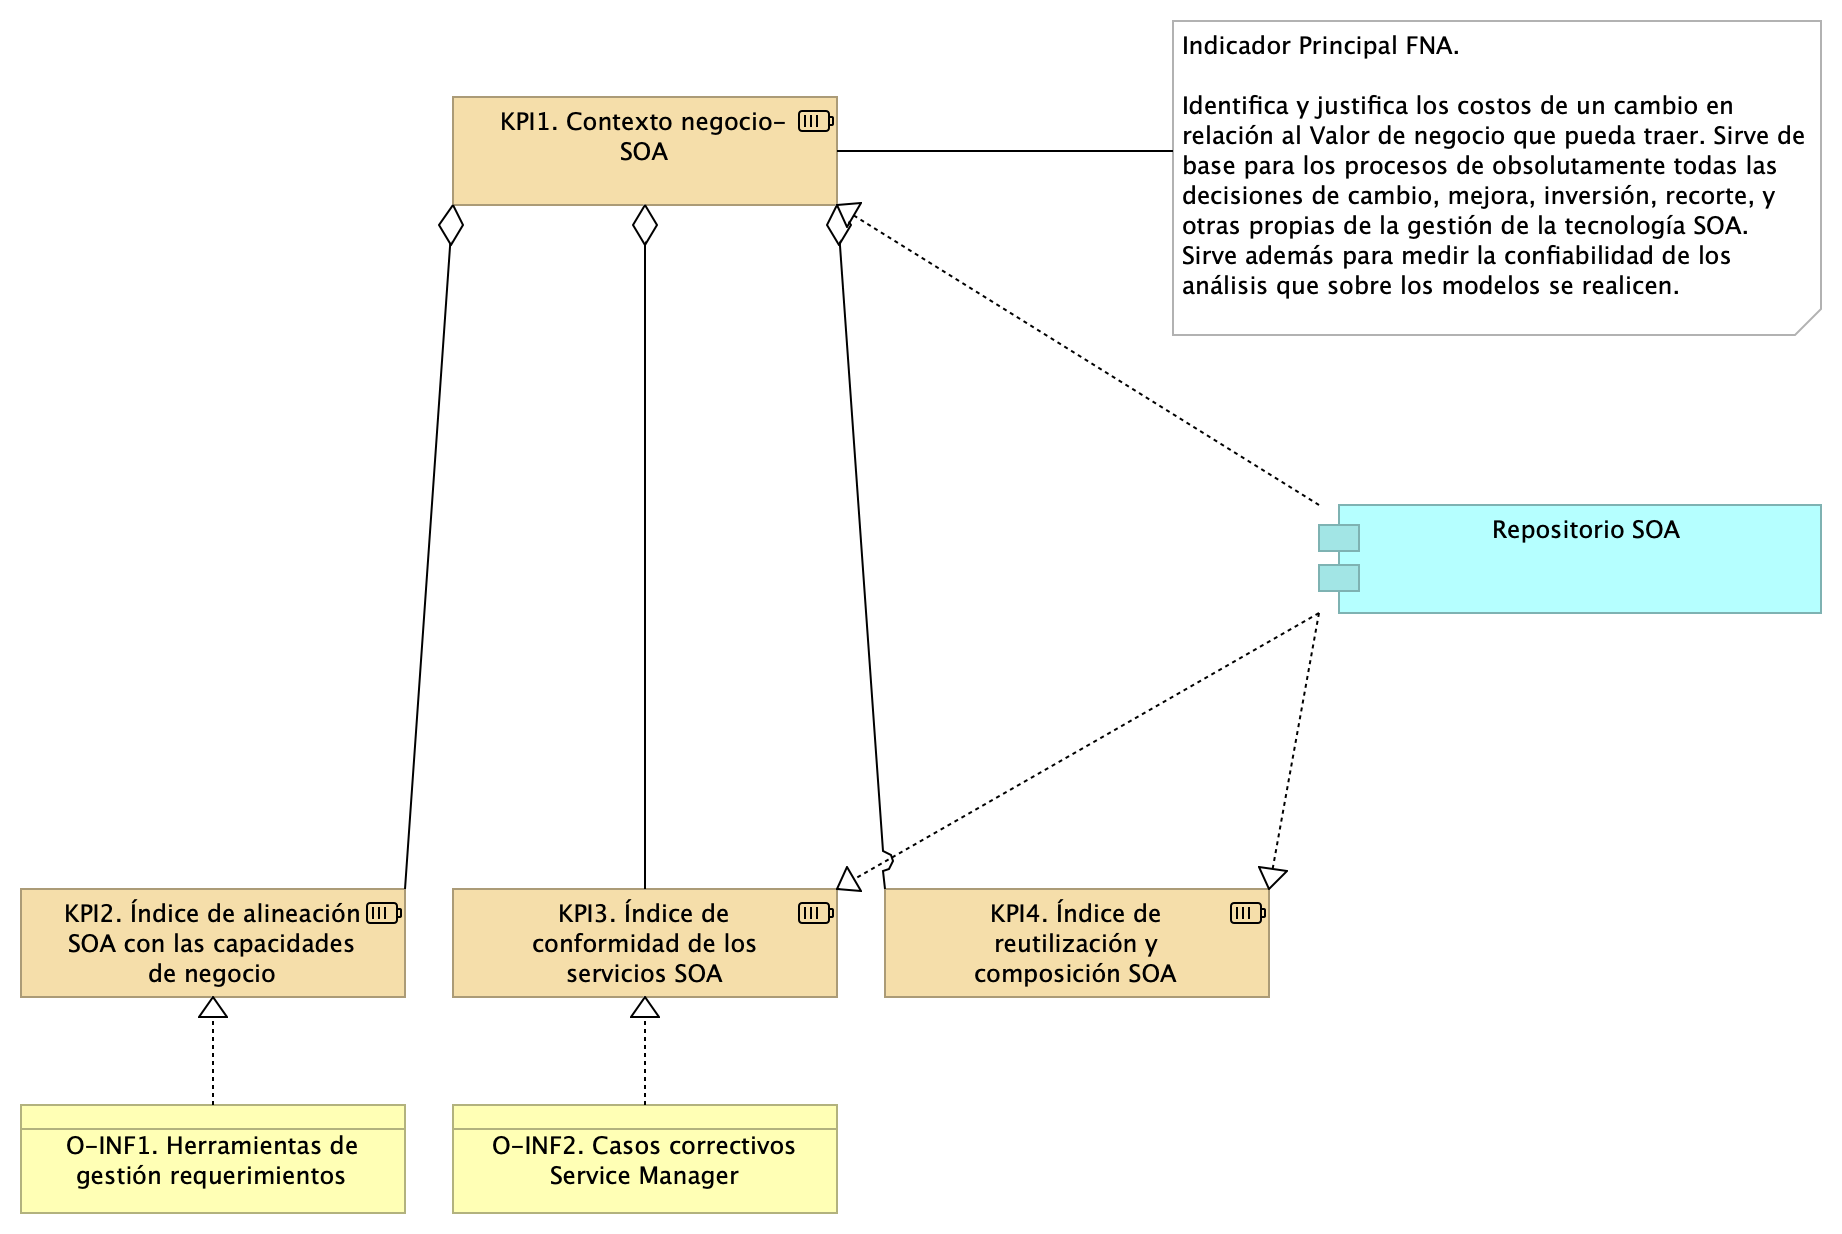 Indicador Principal FNA.
Identifica y justifica los costos de un cambio en
relación al Valor de negocio que pueda traer. Sirve de
base para los procesos de obsolutamente todas las
decisiones de cambio, mejora, inversión, recorte, y
otras propias de la gestión de la tecnología SOA.
Sirve además para medir la confiabilidad de los
análisis que sobre los modelos se realicen.
KPI1. Contexto negocio-
SOA
Repositorio SOA
KPI2. Índice de alineación
SOA con las capacidades
de negocio
KPI3. Índice de
conformidad de los
servicios SOA
KPI4. Índice de
reutilización y
composición SOA
O-INF1. Herramientas de
gestión requerimientos
O-INF2. Casos correctivos
Service Manager